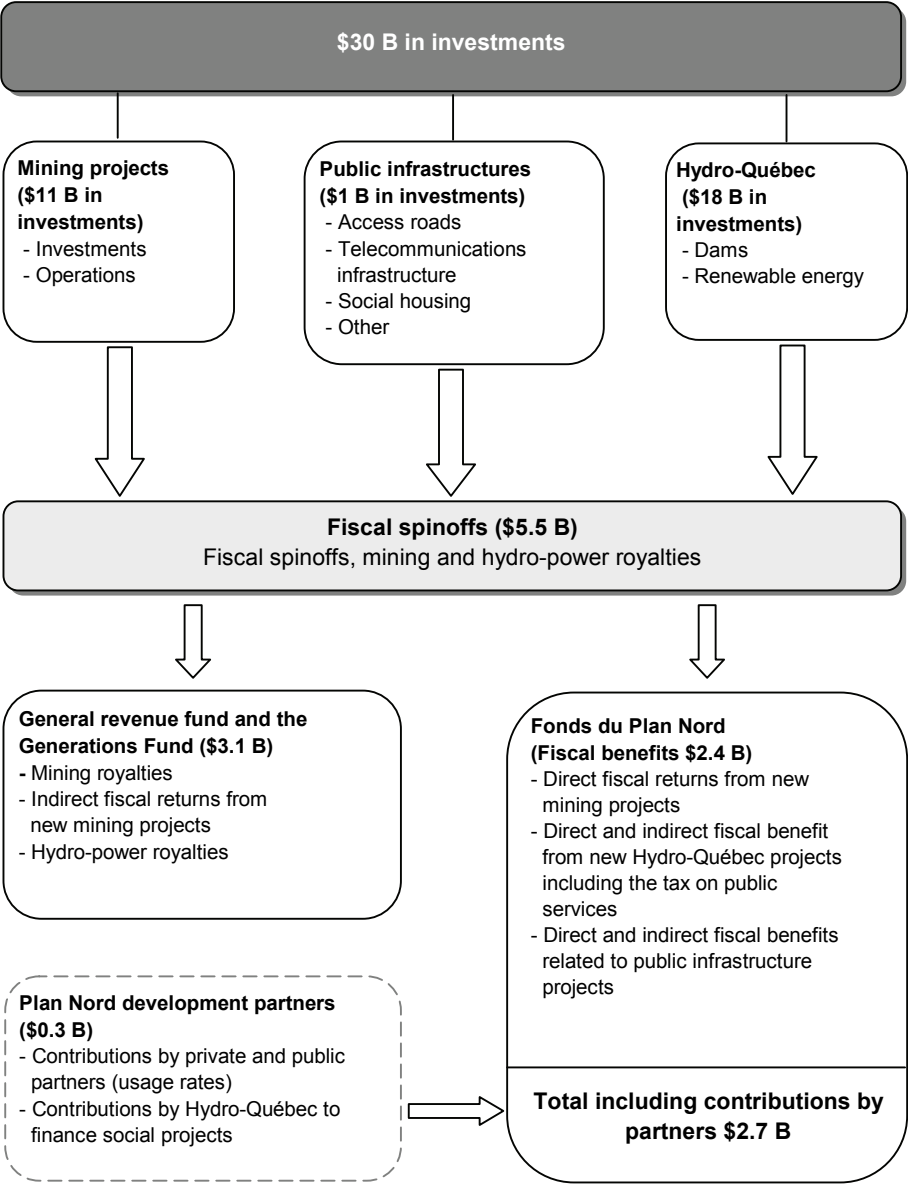 $30 B in investments
Mining projects
($11 B in
investments)
- Investments
- Operations
Public infrastructures
($1 B in investments)
- Access roads
- Telecommunications
infrastructure
- Social housing
- Other
Hydro-Québec
($18 B in
investments)
- Dams
- Renewable energy
Fiscal spinoffs ($5.5 B)
Fiscal spinoffs, mining and hydro-power royalties
General revenue fund and the
Generations Fund ($3.1 B)
- Mining royalties
- Indirect fiscal returns from
new mining projects
- Hydro-power royalties
Fonds du Plan Nord
(Fiscal benefits $2.4 B)
- Direct fiscal returns from new
mining projects
- Direct and indirect fiscal benefit
from new Hydro-Québec projects
including the tax on public
services
- Direct and indirect fiscal benefits
related to public infrastructure
projects
Plan Nord development partners
($0.3 B)
- Contributions by private and public
partners (usage rates)
- Contributions by Hydro-Québec to
finance social projects
Total including contributions by
partners $2.7 B